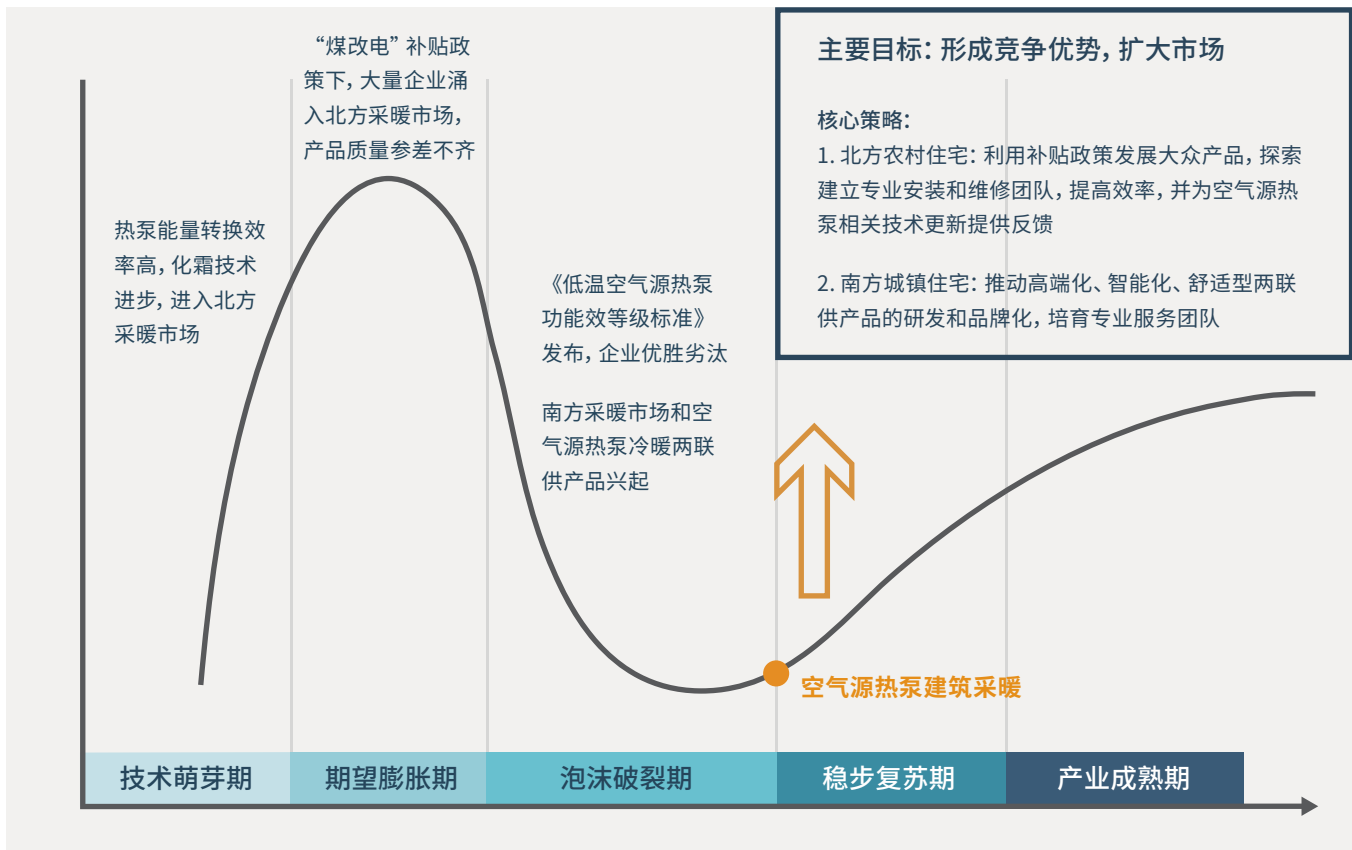 “煤改电”补贴政
策下，大量企业涌
入北方采暖市场，
产品质量参差不齐
热泵能量转换效
率高，化霜技术
进步，进入北方
采暖市场
《低温空气源热泵
功能效等级标准》
发布，企业优胜劣汰
南方采暖市场和空
气源热泵冷暖两联
供产品兴起
主要目标：形成竞争优势，扩大市场
核心策略：
1. 北方农村住宅：利用补贴政策发展大众产品，探索
建立专业安装和维修团队，提高效率，并为空气源热
泵相关技术更新提供反馈
2. 南方城镇住宅：推动高端化、智能化、舒适型两联
供产品的研发和品牌化，培育专业服务团队
空气源热泵建筑采暖
技术萌芽期
期望膨胀期
泡沫破裂期
稳步复苏期
产业成熟期